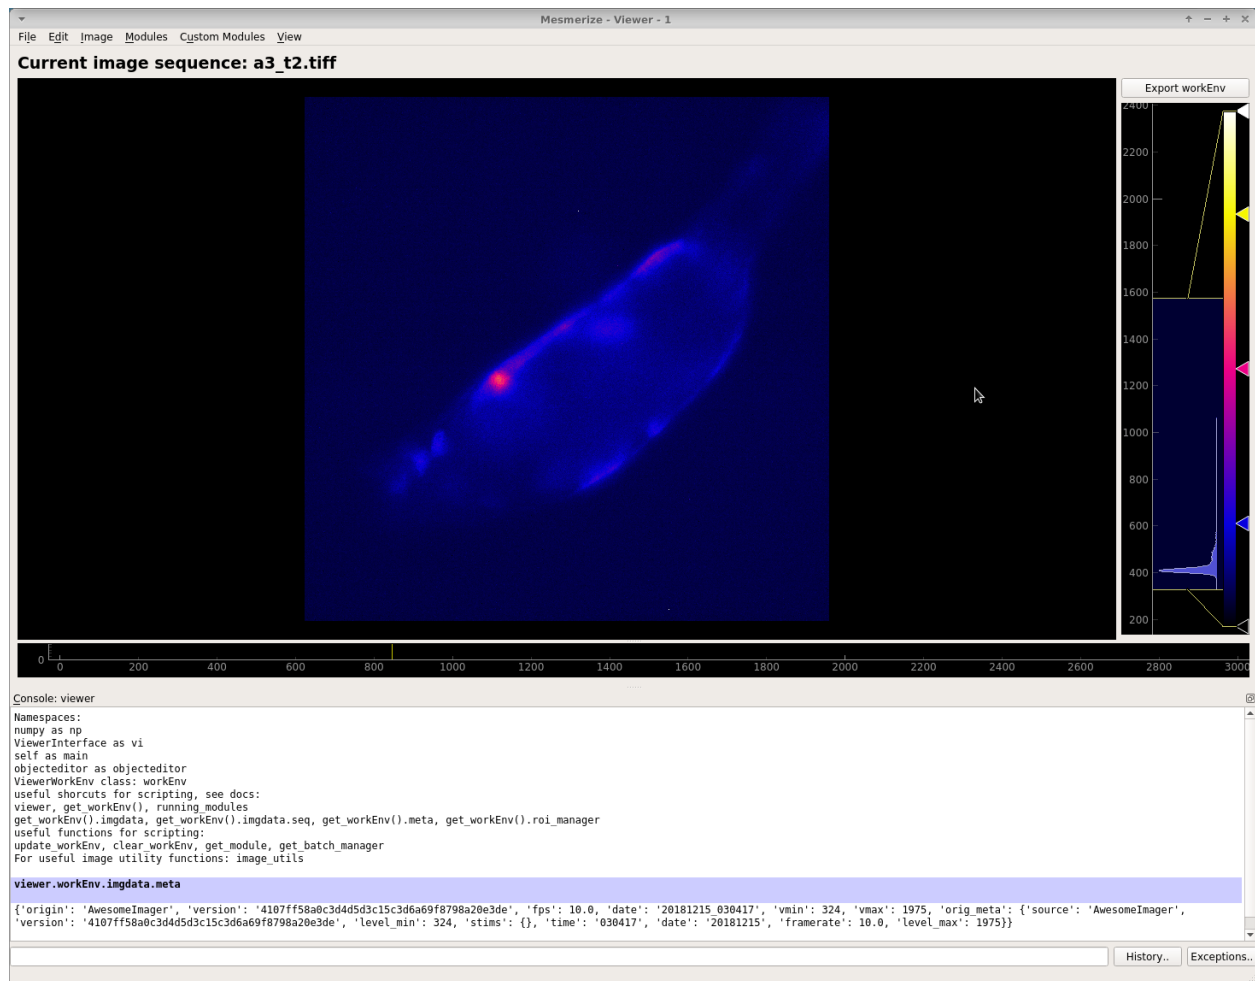 Mesmerize - Viewer - 1
File Edit Image Modules Custom Modules View
Current image sequence: a3_t2.tiff
Export workEnv
2400
2200
2000
1800
1600
1400
1200
1000
800
600
400
200
0
0 200 400 600 800 1000 1200 1400 1600 1800 2000 2200 2400 2600 2800 3000
Console: viewer
Namespaces:
numpy as np
ViewerInterface as vi
self as main
objecteditor as objecteditor
ViewerWorkEnv class: workEnv
useful shorcuts for scripting, see docs:
viewer, get_workEnv(), running_modules
get_workEnv().imgdata, get_workEnv().imgdata.seq, get_workEnv().meta, get_workEnv().roi_manager
useful functions for scripting:
update_workEnv, clear_workEnv, get_module, get_batch_manager
For useful image utility functions: image_utils
viewer.workEnv.imgdata.meta
{'origin': 'AwesomeImager', 'version': '4107ff58a0c3d4d5d3c15c3d6a69f8798a20e3de', 'fps': 10.0, 'date': '20181215_030417', 'vmin': 324, 'vmax': 1975, 'orig_meta': {'source': 'AwesomeImager',
'version': '4107ff58a0c3d4d5d3c15c3d6a69f8798a20e3de', 'level_min': 324, 'stims': {}, 'time': '030417', 'date': '20181215', 'framerate': 10.0, 'level_max': 1975}}
History.. Exceptions..